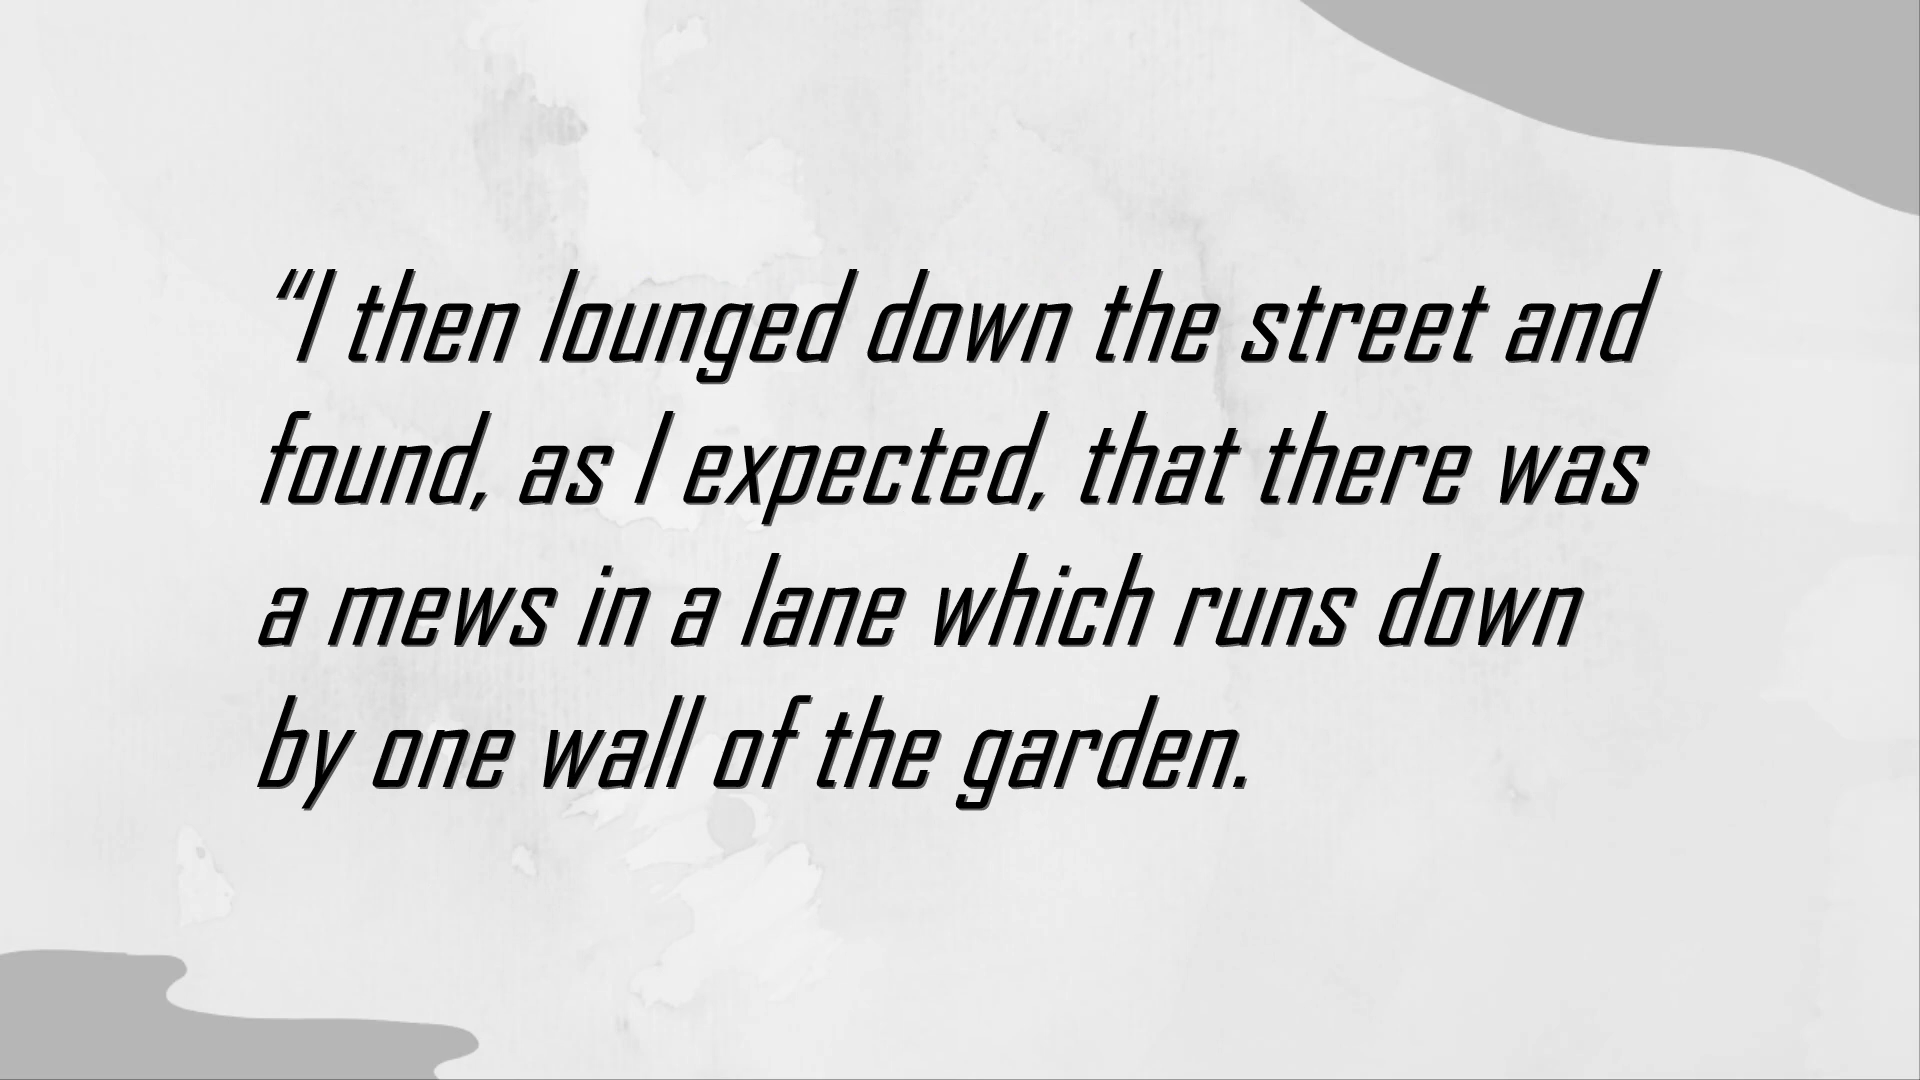 “I then lounged down the street and
found, as I expected, that there was
a mews in a lane which runs down
by one wall of the garden.